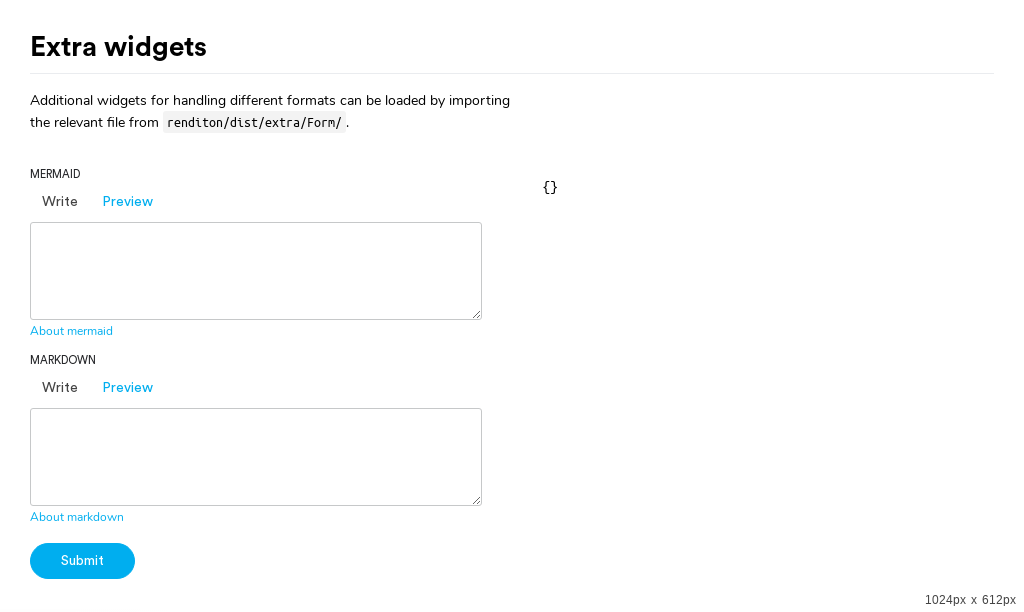 Extra widgets
Additional widgets for handling different formats can be loaded by importing
the relevant file from renditon/dist/extra/Form/.
MERMAID
Write Preview
{}
About mermaid
MARKDOWN
Write Preview
About markdown
Submit
1024px x 612px